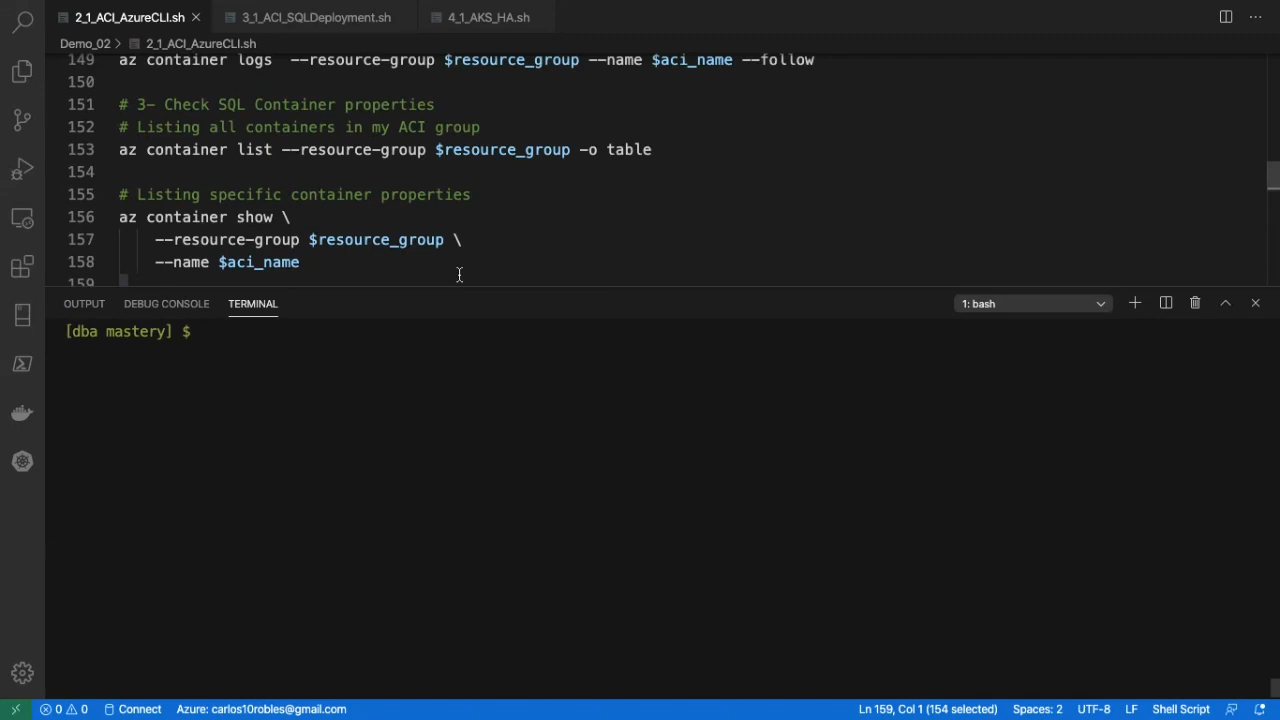 2_1_ACI_AzureCLI.sh 3_1_ACI_SQLDeployment.sh 4_1_AKS_HA.sh
Demo_02 > 2_1_ACI_AzureCLI.sh
149 az container logs --resource-group $resource_group --name $aci_name --follow
150
151 # 3- Check SQL Container properties
152 # Listing all containers in my ACI group
153 az container list --resource-group $resource_group -o table
154
155 # Listing specific container properties
156 az container show \
157 --resource-group $resource_group \
158 --name $aci_name
159
OUTPUT DEBUG CONSOLE TERMINAL 1: bash
[dba mastery] $
0 0 Connect Azure: carlos10robles@gmail.com Ln 159, Col 1 (154 selected) Spaces: 2 UTF-8 LF Shell Script